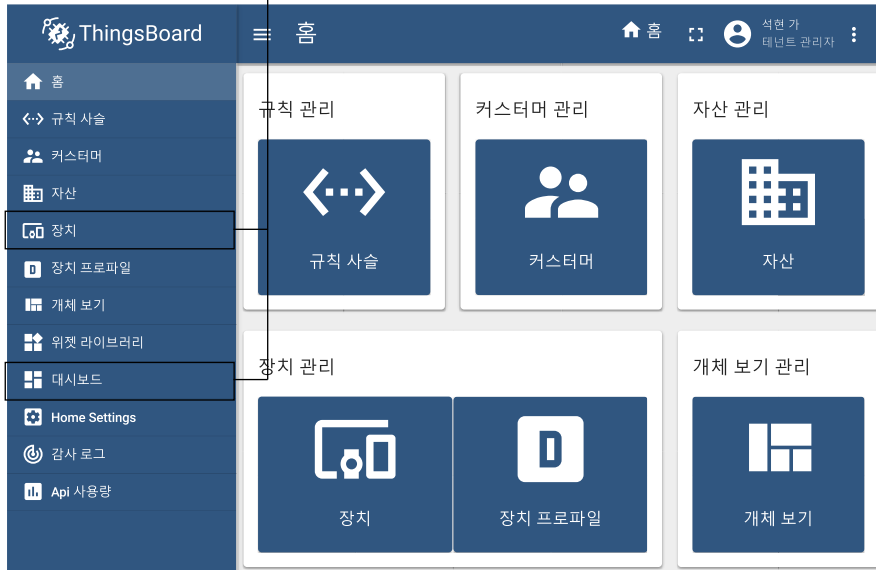 ThingsBoard
홈
홈
석현 가
테넌트 관리자
홈
규칙 사슬
커스터머
자산
장치
장치 프로파일
개체 보기
위젯 라이브러리
대시보드
Home Settings
감사 로그
Api 사용량
규칙 관리
커스터머 관리
자산 관리
규칙 사슬
커스터머
자산
장치 관리
개체 보기 관리
D
장치
장치 프로파일
개체 보기